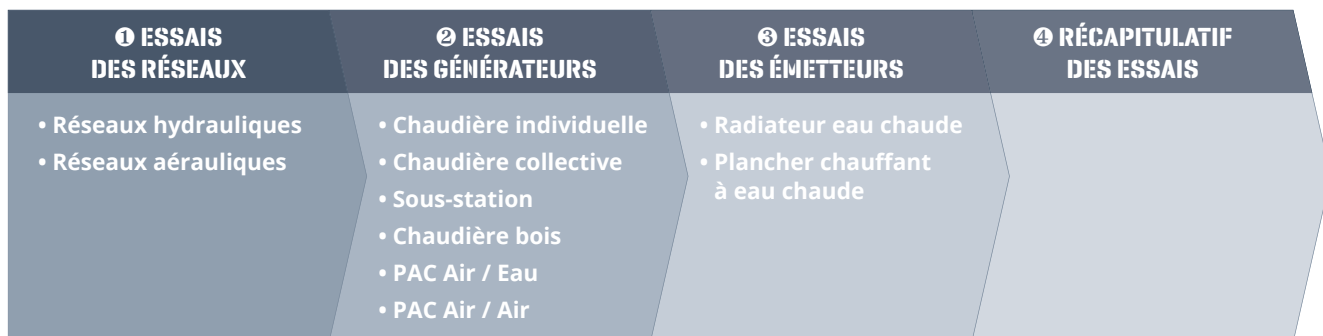 ❶ ESSAIS
DES RÉSEAUX
• Réseaux hydrauliques
• Réseaux aérauliques
❷ ESSAIS
DES GÉNÉRATEURS
• Chaudière individuelle
• Chaudière collective
• Sous-station
• Chaudière bois
• PAC Air / Eau
• PAC Air / Air
❸ ESSAIS
DES ÉMETTEURS
• Radiateur eau chaude
• Plancher chauffant
à eau chaude
❹ RÉCAPITULATIF
DES ESSAIS